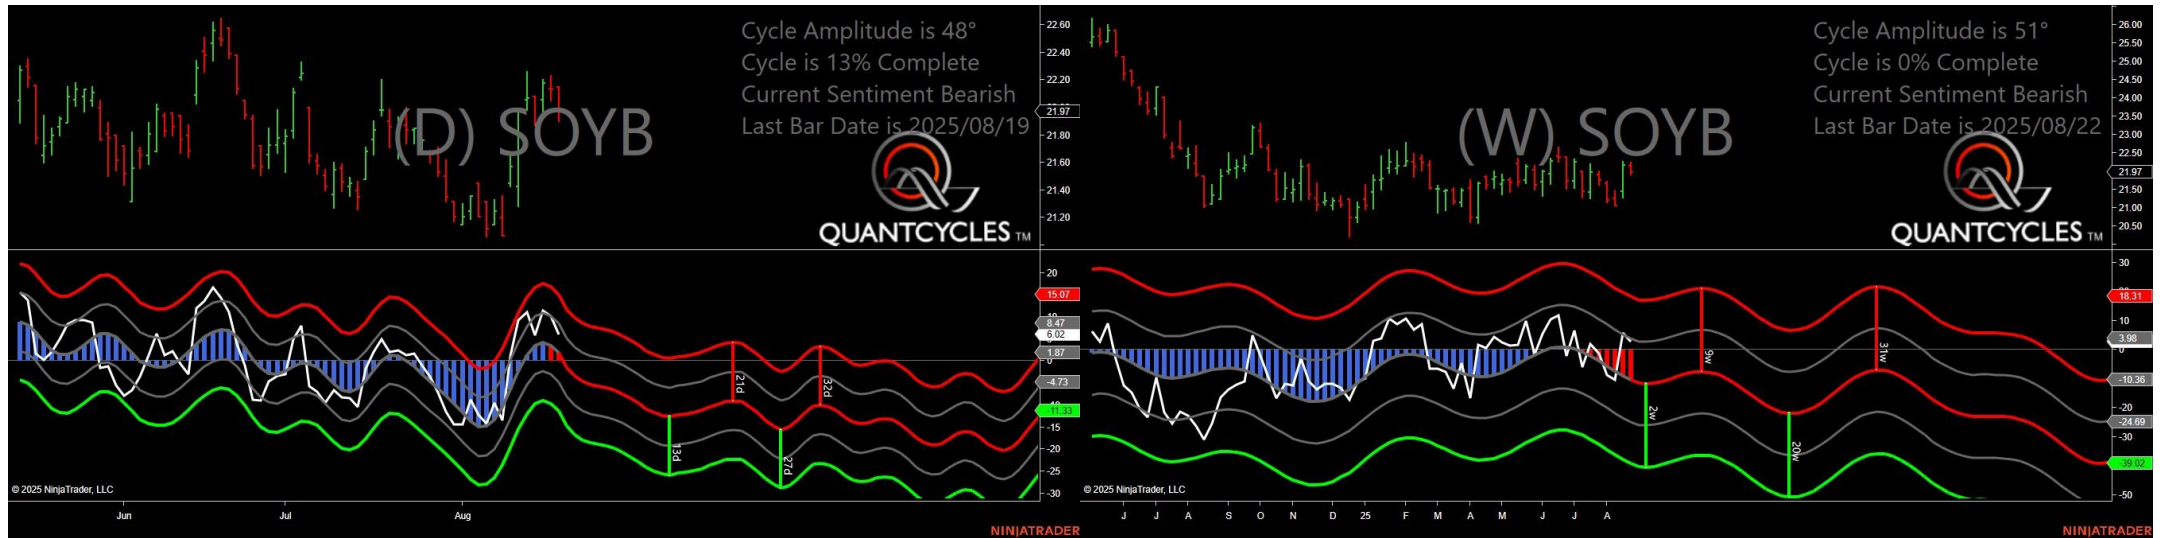 Cycle Amplitude is 48°
Cycle is 13% Complete
Current Sentiment Bearish
Last Bar Date is 2025/08/19
(D) SOYB
QUANTCYCLES TM
22.60
22.40
22.20
21.97
21.80
21.60
21.40
21.20
20
15.07
8.47
6.02
1.87
0
-4.73
-11.33
-15
-20
-25
-30
13d
21d
27d
32d
© 2025 NinjaTrader, LLC
Jun
Jul
Aug
NINJATRADER
Cycle Amplitude is 51°
Cycle is 0% Complete
Current Sentiment Bearish
Last Bar Date is 2025/08/22
(W) SOYB
QUANTCYCLES TM
26.00
25.50
25.00
24.50
24.00
23.50
23.00
22.50
21.97
21.50
21.00
20.50
30
18.31
10
3.98
0
-10.36
-20
-24.69
-30
-39.02
-50
2w
9w
20w
31w
© 2025 NinjaTrader, LLC
J J A S O N D 25 F M A M J J A
NINJATRADER